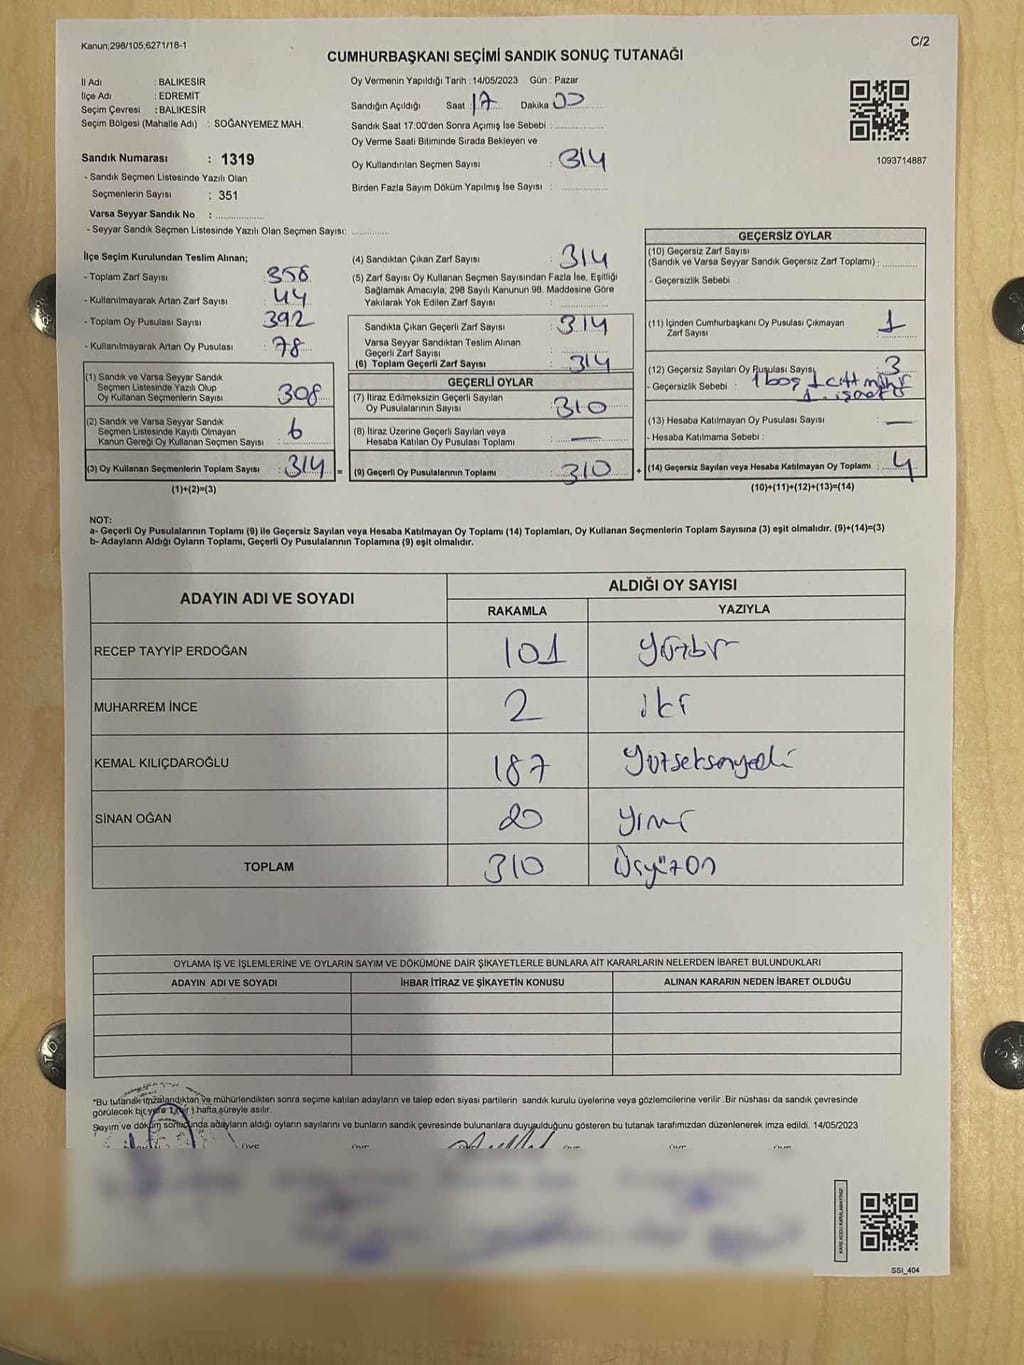 Kanun;298/105;6271/18-1
C/2
CUMHURBAŞKANI SEÇİMİ SANDIK SONUÇ TUTANAĞI
İl Adı : BALIKESİR
İlçe Adı : EDREMİT
Seçim Çevresi : BALIKESİR
Seçim Bölgesi (Mahalle Adı) : SOĞANYEMEZ MAH.
Oy Vermenin Yapıldığı Tarih :14/05/2023 Gün : Pazar
Sandığın Açıldığı Saat 17 Dakika 00
Sandık Saat 17:00'den Sonra Açımış İse Sebebi :
Oy Verme Saati Bitiminde Sırada Bekleyen ve
Oy Kullandırılan Seçmen Sayısı : 314
Birden Fazla Sayım Döküm Yapılmış İse Sayısı :
1093714887
Sandık Numarası : 1319
- Sandık Seçmen Listesinde Yazılı Olan
Seçmenlerin Sayısı : 351
Varsa Seyyar Sandık No :
- Seyyar Sandık Seçmen Listesinde Yazılı Olan Seçmen Sayısı:
İlçe Seçim Kurulundan Teslim Alınan;
- Toplam Zarf Sayısı : 358
- Kullanılmayarak Artan Zarf Sayısı : 44
- Toplam Oy Pusulası Sayısı : 392
- Kullanılmayarak Artan Oy Pusulası : 78
(1) Sandık ve Varsa Seyyar Sandık
Seçmen Listesinde Yazılı Olup
Oy Kullanan Seçmenlerin Sayısı : 308
(2) Sandık ve Varsa Seyyar Sandık
Seçmen Listesinde Kayıtlı Olmayan
Kanun Gereği Oy Kullanan Seçmen Sayısı : 6
(3) Oy Kullanan Seçmenlerin Toplam Sayısı : 314 =
(1)+(2)=(3)
(4) Sandıktan Çıkan Zarf Sayısı : 314
(5) Zarf Sayısı Oy Kullanan Seçmen Sayısından Fazla İse, Eşitliği
Sağlamak Amacıyla; 298 Sayılı Kanunun 98. Maddesine Göre
Yakılarak Yok Edilen Zarf Sayısı :
Sandıkta Çıkan Geçerli Zarf Sayısı : 314
Varsa Seyyar Sandıktan Teslim Alınan
Geçerli Zarf Sayısı :
(6) Toplam Geçerli Zarf Sayısı : 314
GEÇERLİ OYLAR
(7) İtiraz Edilmeksizin Geçerli Sayılan
Oy Pusulalarının Sayısı : 310
(8) İtiraz Üzerine Geçerli Sayılan veya
Hesaba Katılan Oy Pusulası Toplamı : —
(9) Geçerli Oy Pusulalarının Toplamı : 310 +
GEÇERSİZ OYLAR
(10) Geçersiz Zarf Sayısı
(Sandık ve Varsa Seyyar Sandık Geçersiz Zarf Toplamı) :
- Geçersizlik Sebebi :
(11) İçinden Cumhurbaşkanı Oy Pusulası Çıkmayan
Zarf Sayısı : 1
(12) Geçersiz Sayılan Oy Pusulası Sayısı : 3
- Geçersizlik Sebebi : 1 boş 1 çift mühür
1. işaret
(13) Hesaba Katılmayan Oy Pusulası Sayısı : —
- Hesaba Katılmama Sebebi :
(14) Geçersiz Sayılan veya Hesaba Katılmayan Oy Toplamı : 4
(10)+(11)+(12)+(13)=(14)
NOT:
a- Geçerli Oy Pusulalarının Toplamı (9) ile Geçersiz Sayılan veya Hesaba Katılmayan Oy Toplamı (14) Toplamları, Oy Kullanan Seçmenlerin Toplam Sayısına (3) eşit olmalıdır. (9)+(14)=(3)
b- Adayların Aldığı Oyların Toplamı, Geçerli Oy Pusulalarının Toplamına (9) eşit olmalıdır.
ADAYIN ADI VE SOYADI
ALDIĞI OY SAYISI
RAKAMLA YAZIYLA
RECEP TAYYİP ERDOĞAN 101 Yüzbir
MUHARREM İNCE 2 iki
KEMAL KILIÇDAROĞLU 187 Yüzseksenyedi
SİNAN OĞAN 20 Yirmi
TOPLAM 310 Üçyüzon
OYLAMA İŞ VE İŞLEMLERİNE VE OYLARIN SAYIM VE DÖKÜMÜNE DAİR ŞİKAYETLERLE BUNLARA AİT KARARLARIN NELERDEN İBARET BULUNDUKLARI
ADAYIN ADI VE SOYADI İHBAR İTİRAZ VE ŞİKAYETİN KONUSU ALINAN KARARIN NEDEN İBARET OLDUĞU
*Bu tutanak imzalandıktan ve mühürlendikten sonra seçime katılan adayların ve talep eden siyasi partilerin sandık kurulu üyelerine veya gözlemcilerine verilir .Bir nüshası da sandık çevresinde
görülecek bir yere 1 (bir) hafta süreyle asılır.
Sayım ve döküm sonucunda adayların aldığı oyların sayılarını ve bunların sandık çevresinde bulunanlara duyurulduğunu gösteren bu tutanak tarafımızdan düzenlenerek imza edildi. 14/05/2023
KARE KODU KARALAMAYINIZ!
SSI_404